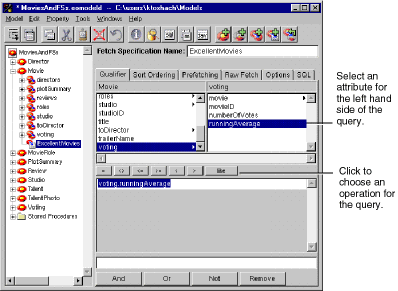 * MoviesAndFSs.eomodeld -- C:\users\ktoshach\Models
Model Edit Property Tools Windows Help
MoviesAndFSs
Director
Movie
directors
plotSummary
reviews
roles
studio
toDirector
voting
ExcellentMovies
MovieRole
PlotSummary
Review
Studio
Talent
TalentPhoto
Voting
Stored Procedures
Fetch Specification Name: ExcellentMovies
Qualifier Sort Ordering Prefetching Raw Fetch Options SQL
Movie
roles
studio
studioID
title
toDirector
trailerName
voting
voting
movie
movieID
numberOfVotes
runningAverage
= <> <= >= < > like
voting.runningAverage
And Or Not Remove
Select an
attribute for
the left hand
side of the
query.
Click to
choose an
operation for
the query.